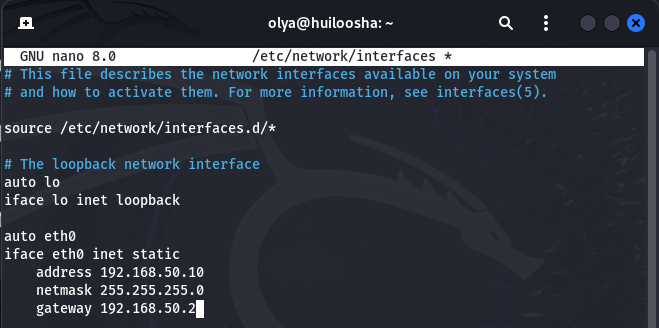 olya@huiloosha: ~
GNU nano 8.0 /etc/network/interfaces *
# This file describes the network interfaces available on your system
# and how to activate them. For more information, see interfaces(5).
source /etc/network/interfaces.d/*
# The loopback network interface
auto lo
iface lo inet loopback
auto eth0
iface eth0 inet static
    address 192.168.50.10
    netmask 255.255.255.0
    gateway 192.168.50.2